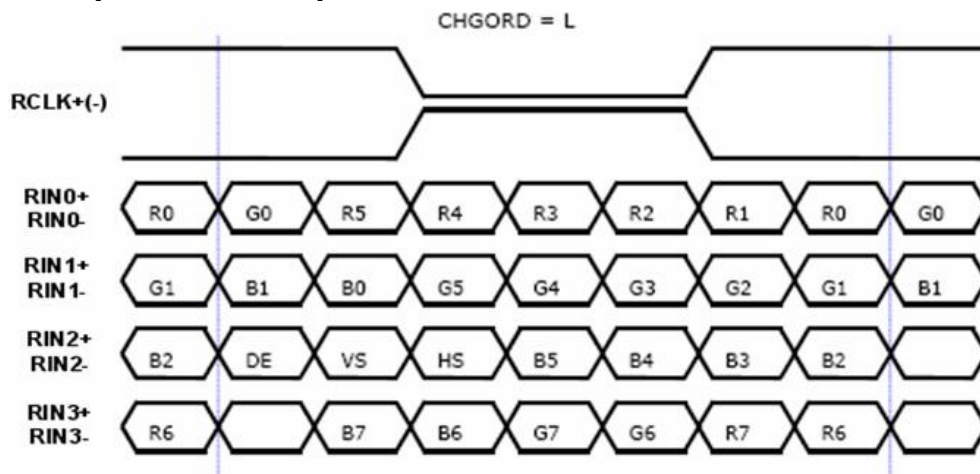 CHGORD = L
RCLK+(-)
RIN0+
RIN0-
R0 G0 R5 R4 R3 R2 R1 R0 G0
RIN1+
RIN1-
G1 B1 B0 G5 G4 G3 G2 G1 B1
RIN2+
RIN2-
B2 DE VS HS B5 B4 B3 B2
RIN3+
RIN3-
R6 B7 B6 G7 G6 R7 R6